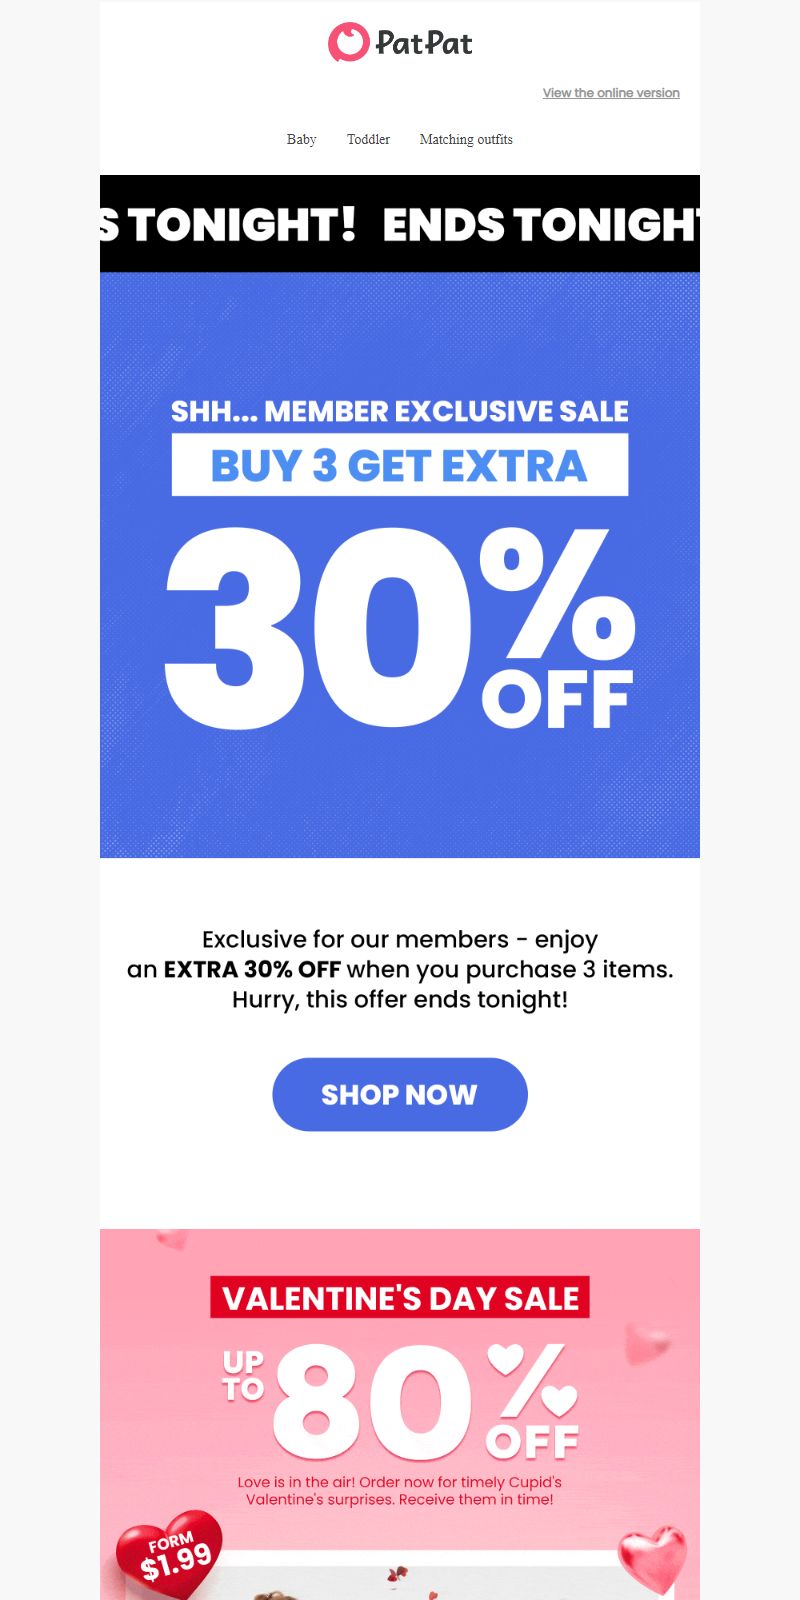 PatPat
View the online version
Baby Toddler Matching outfits
S TONIGHT! ENDS TONIGHT
SHH... MEMBER EXCLUSIVE SALE
BUY 3 GET EXTRA
30%
OFF
Exclusive for our members - enjoy
an EXTRA 30% OFF when you purchase 3 items.
Hurry, this offer ends tonight!
SHOP NOW
VALENTINE'S DAY SALE
UP
TO
80%
OFF
Love is in the air! Order now for timely Cupid's
Valentine's surprises. Receive them in time!
FORM
$1.99